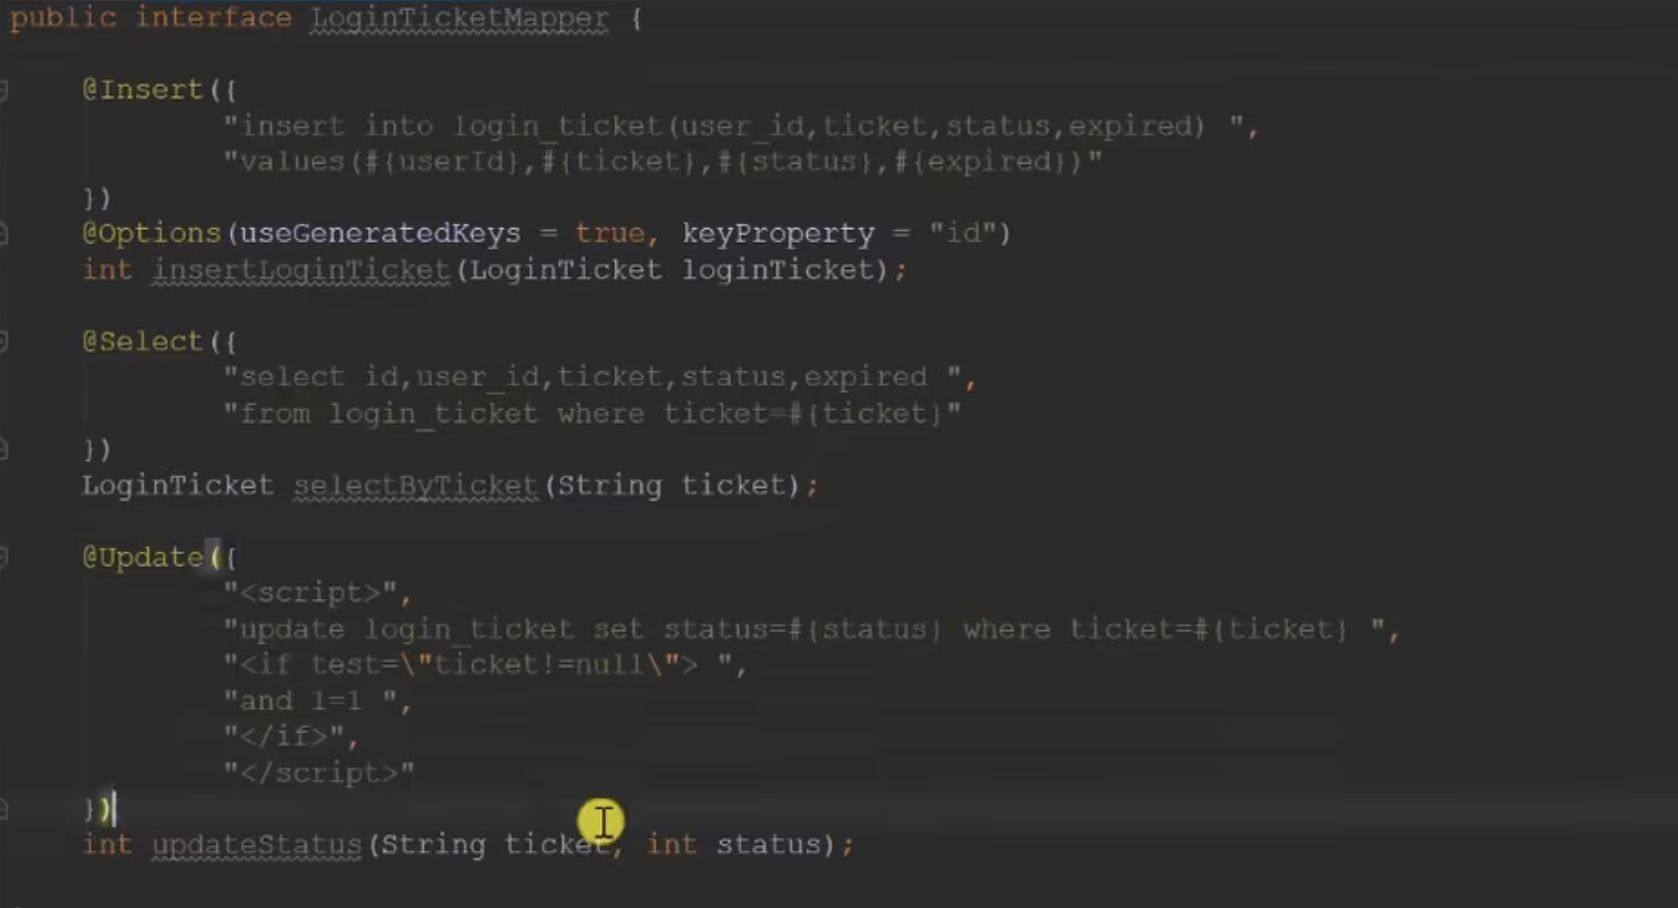 public interface LoginTicketMapper {
@Insert({
"insert into login_ticket(user_id,ticket,status,expired) ",
"values(#{userId},#{ticket},#{status},#{expired})"
})
@Options(useGeneratedKeys = true, keyProperty = "id")
int insertLoginTicket(LoginTicket loginTicket);
@Select({
"select id,user_id,ticket,status,expired ",
"from login_ticket where ticket=#{ticket}"
})
LoginTicket selectByTicket(String ticket);
@Update({
"<script>",
"update login_ticket set status=#{status} where ticket=#{ticket} ",
"<if test=\"ticket!=null\"> ",
"and 1=1 ",
"</if>",
"</script>"
})
int updateStatus(String ticket, int status);